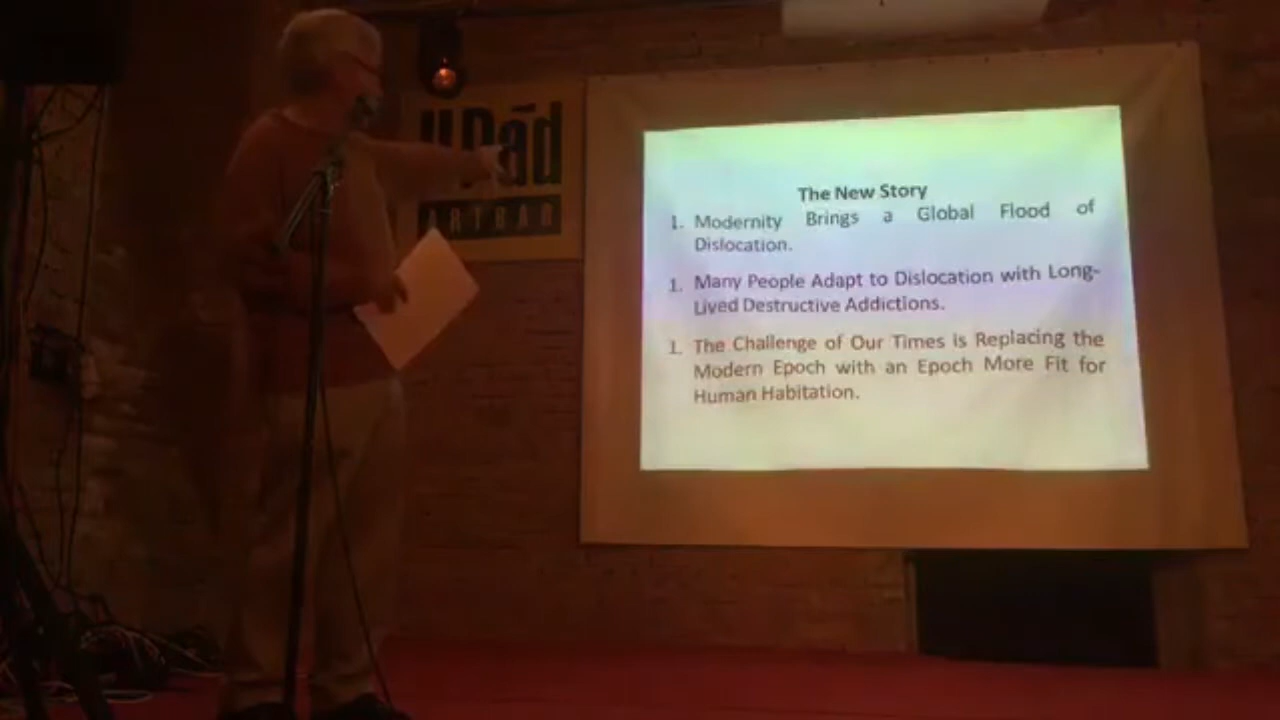 The New Story
1. Modernity Brings a Global Flood of
Dislocation.
1. Many People Adapt to Dislocation with Long-
Lived Destructive Addictions.
1. The Challenge of Our Times is Replacing the
Modern Epoch with an Epoch More Fit for
Human Habitation.
ARTBAR